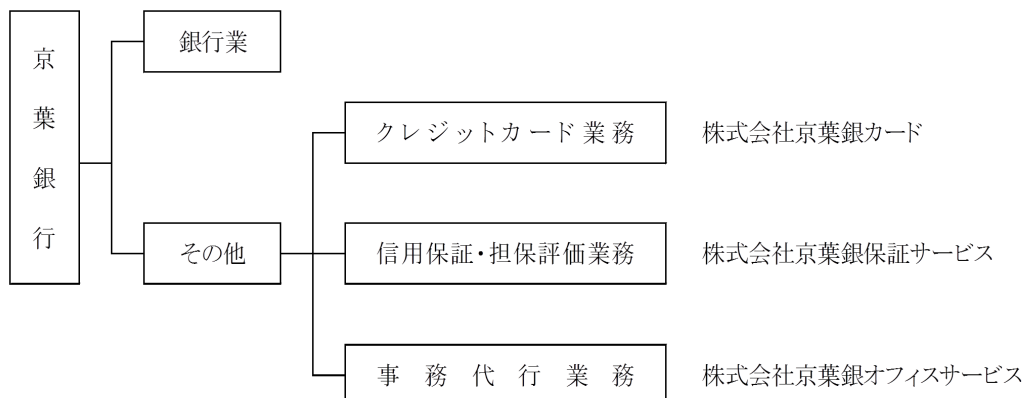 京葉銀行
銀行業
クレジットカード業務 株式会社京葉銀カード
その他
信用保証・担保評価業務 株式会社京葉銀保証サービス
事務代行業務 株式会社京葉銀オフィスサービス